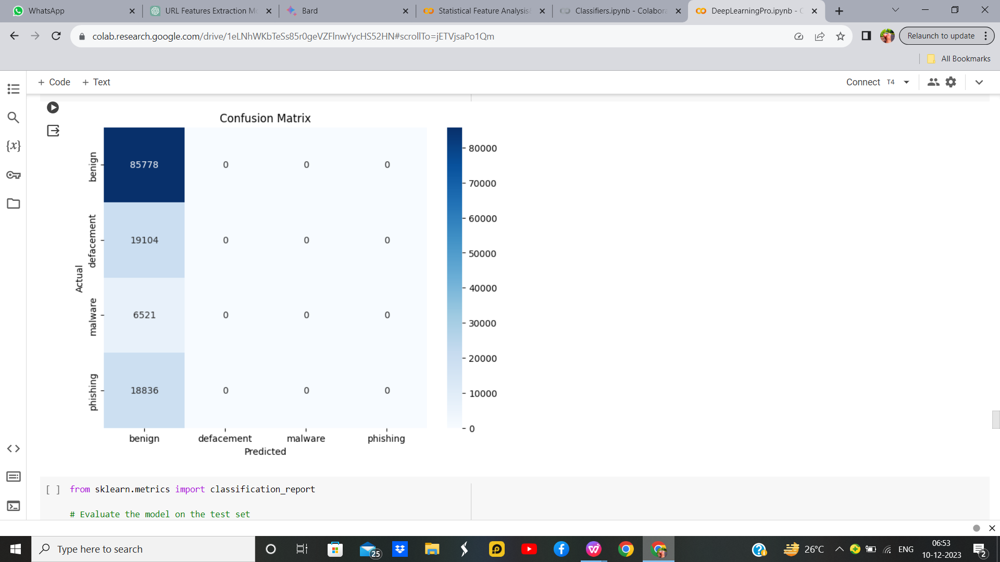 WhatsApp
URL Features Extraction Mo
Bard
Statistical Feature Analysis
Classifiers.ipynb - Colabora
DeepLearningPro.ipynb - C
colab.research.google.com/drive/1eLNhWKbTeSs85r0geVZFlnwYycHS52HN#scrollTo=jETVjsaPo1Qm
Relaunch to update
All Bookmarks
+ Code + Text
Connect T4
{x}
Confusion Matrix
benign 85778 0 0 0
defacement 19104 0 0 0
malware 6521 0 0 0
phishing 18836 0 0 0
Actual
benign defacement malware phishing
Predicted
80000
70000
60000
50000
40000
30000
20000
10000
0
[ ] from sklearn.metrics import classification_report
# Evaluate the model on the test set
Type here to search
25
26°C
ENG
06:53
10-12-2023
2